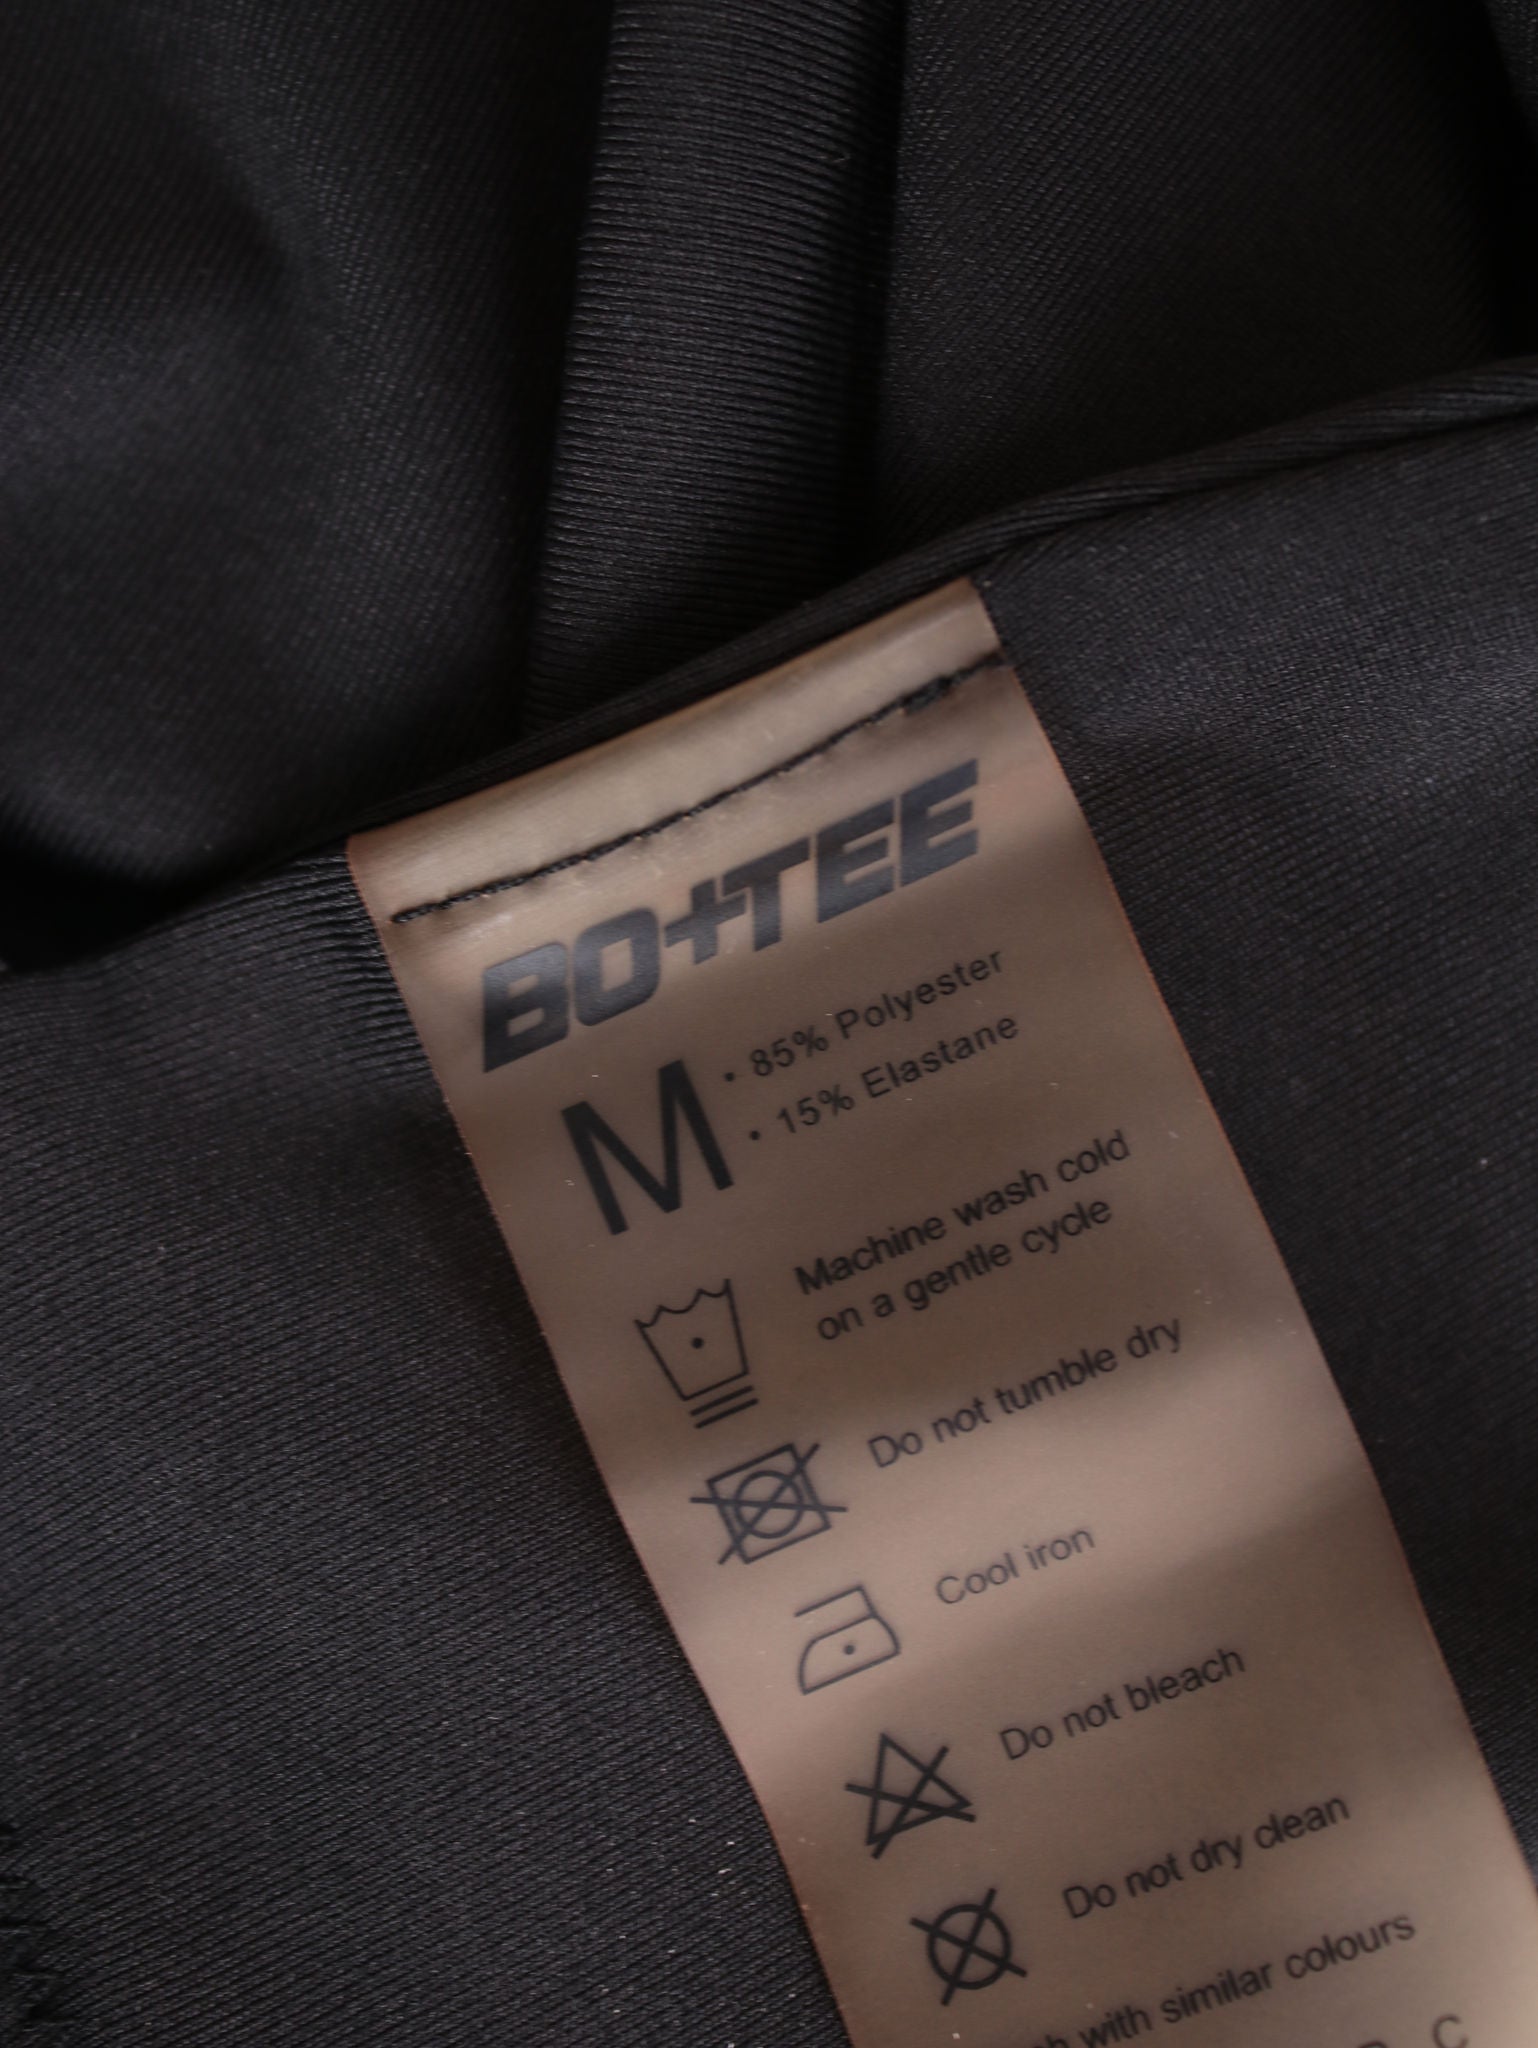 BO+TEE
M
• 85% Polyester
• 15% Elastane
Machine wash cold
on a gentle cycle
Do not tumble dry
Cool iron
Do not bleach
Do not dry clean
with similar colours
C